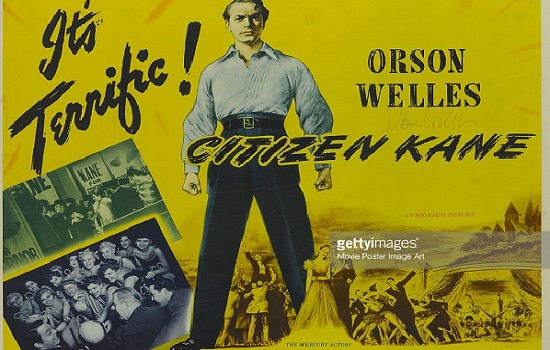 It's
Terrific!
ORSON
WELLES
CITIZEN KANE
KANE
FOR
AN RKO RADIO PICTURE
gettyimages®
Movie Poster Image Art
THE MERCURY ACTORS